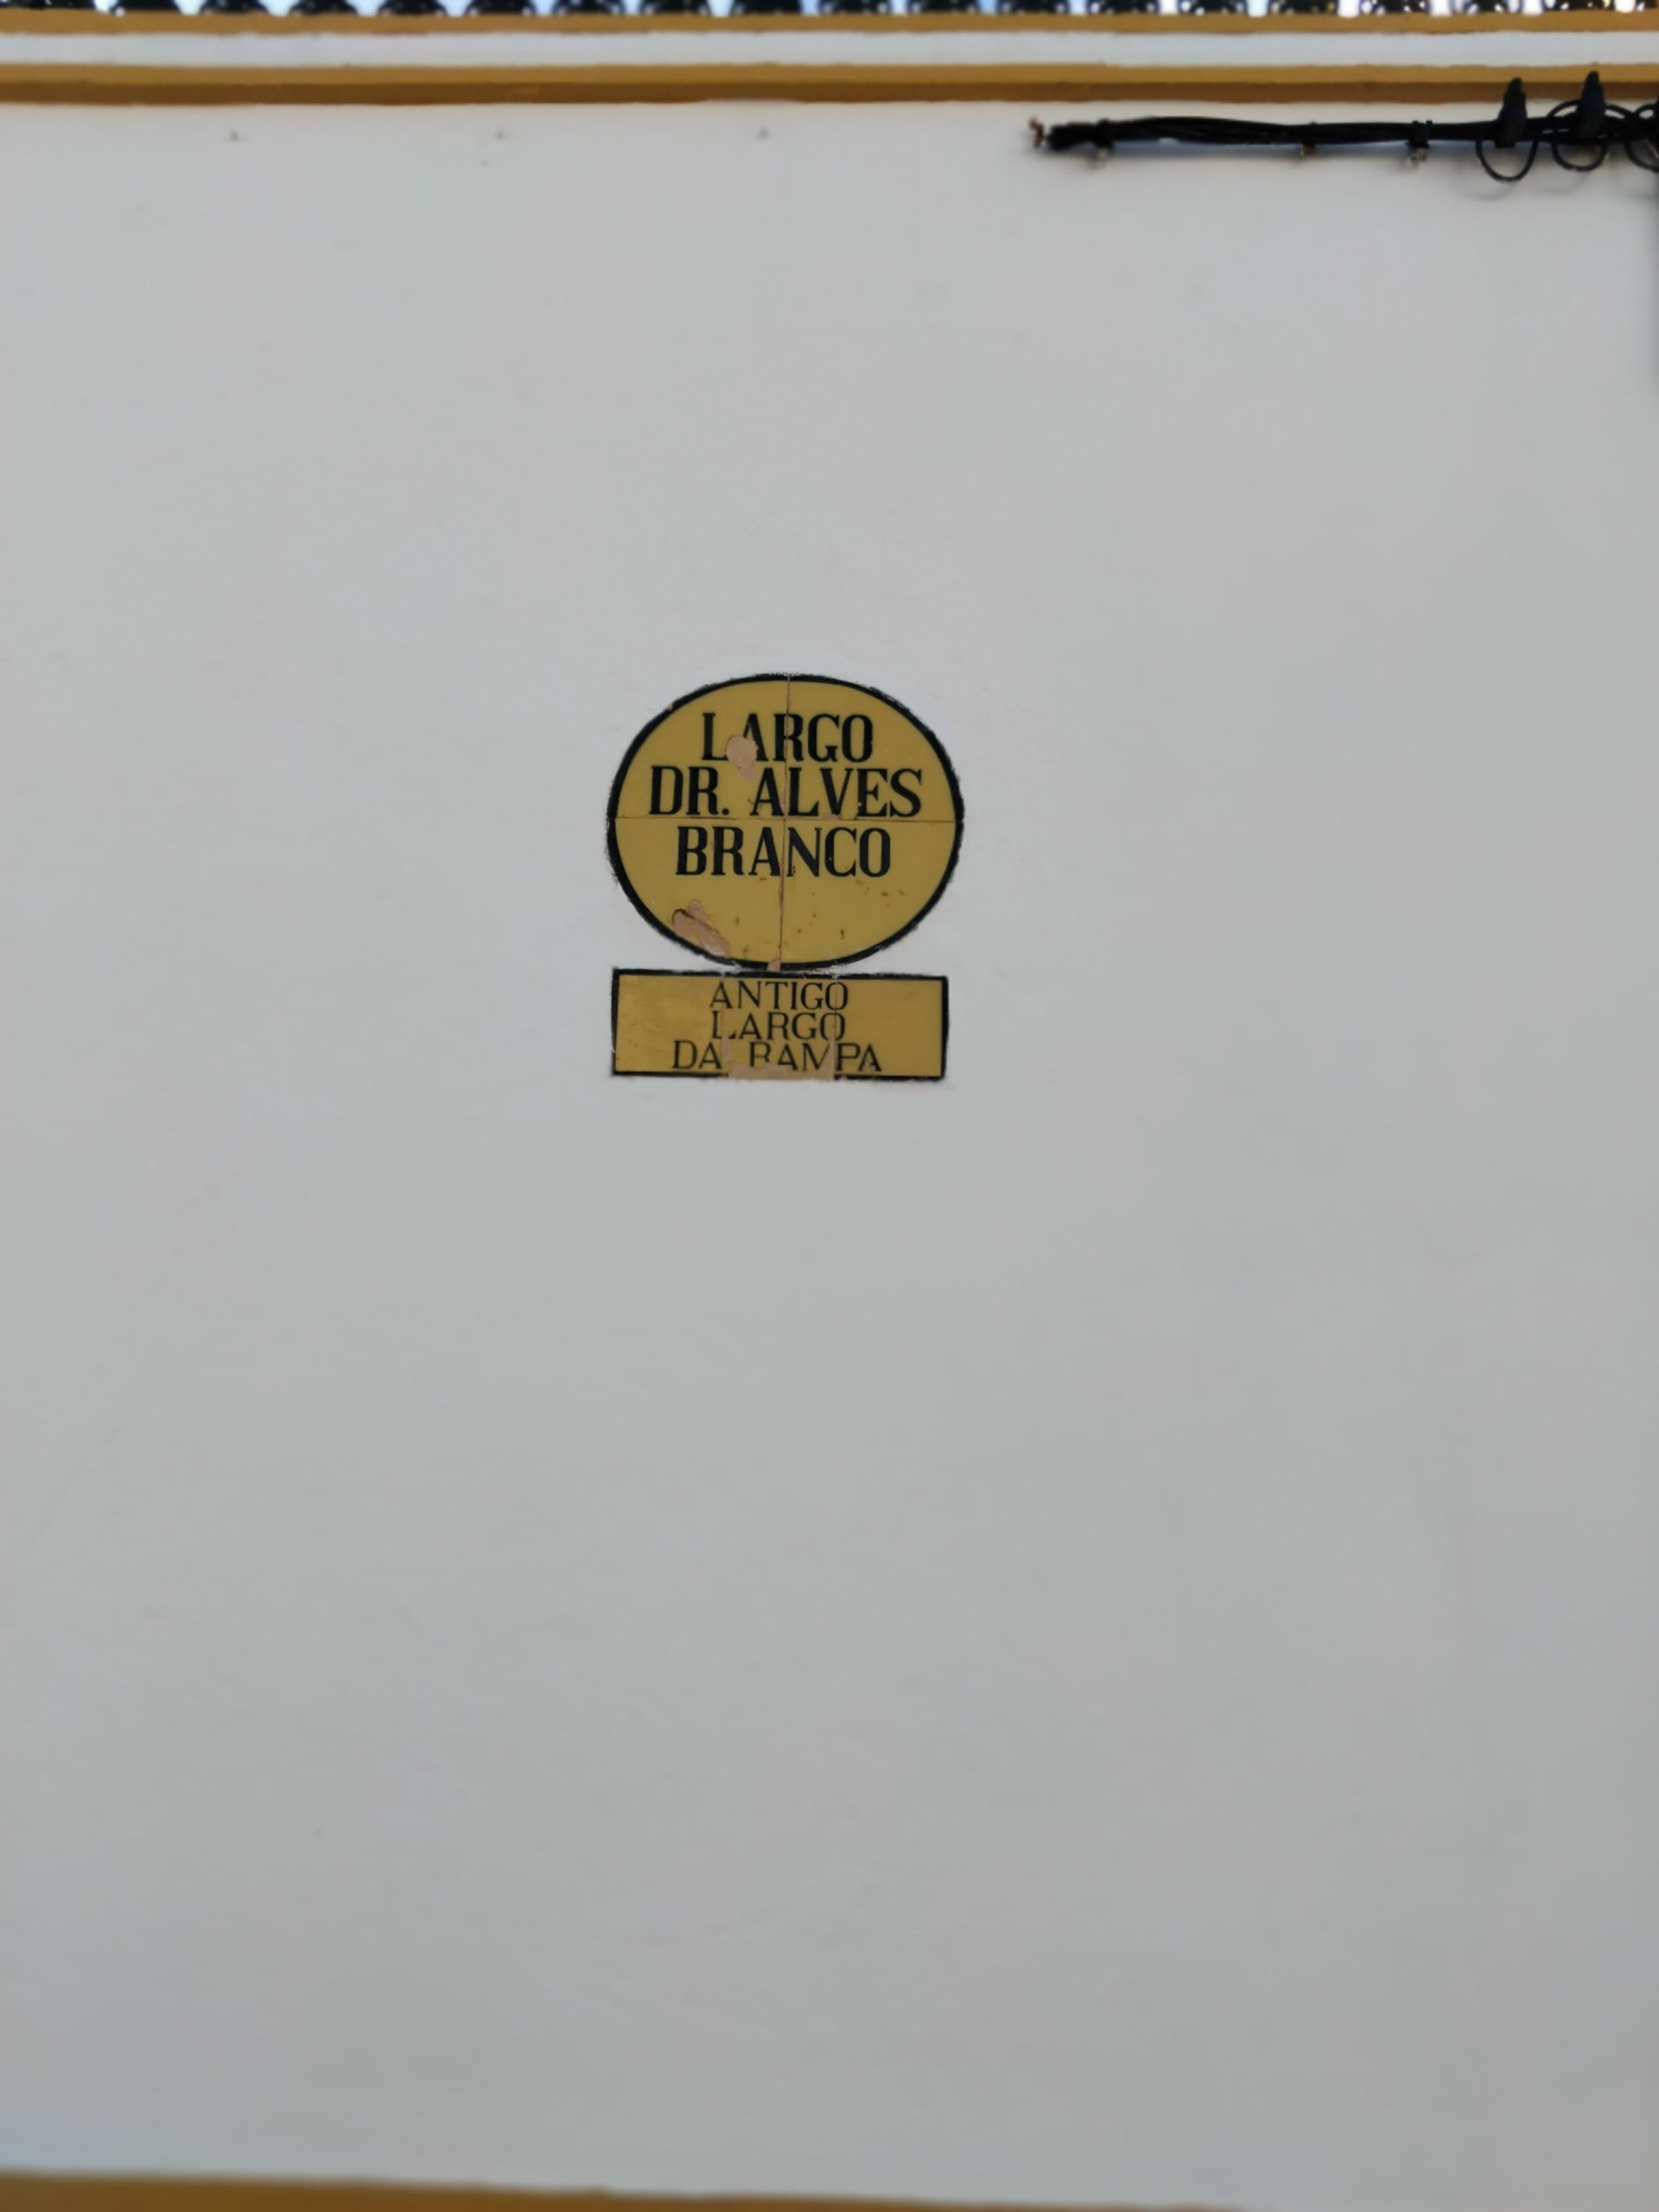 LARGO
DR. ALVES
BRANCO
ANTIGO
LARGO
DA RAMPA